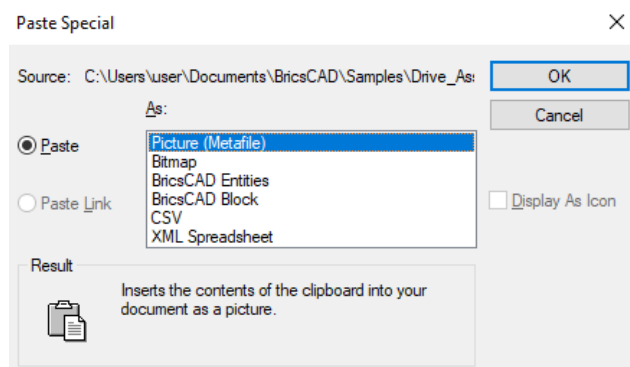 Paste Special
Source: C:\Users\user\Documents\BricsCAD\Samples\Drive_As
OK
As:
Cancel
Paste
Picture (Metafile)
Bitmap
BricsCAD Entities
Paste Link
BricsCAD Block
Display As Icon
CSV
XML Spreadsheet
Result
Inserts the contents of the clipboard into your
document as a picture.